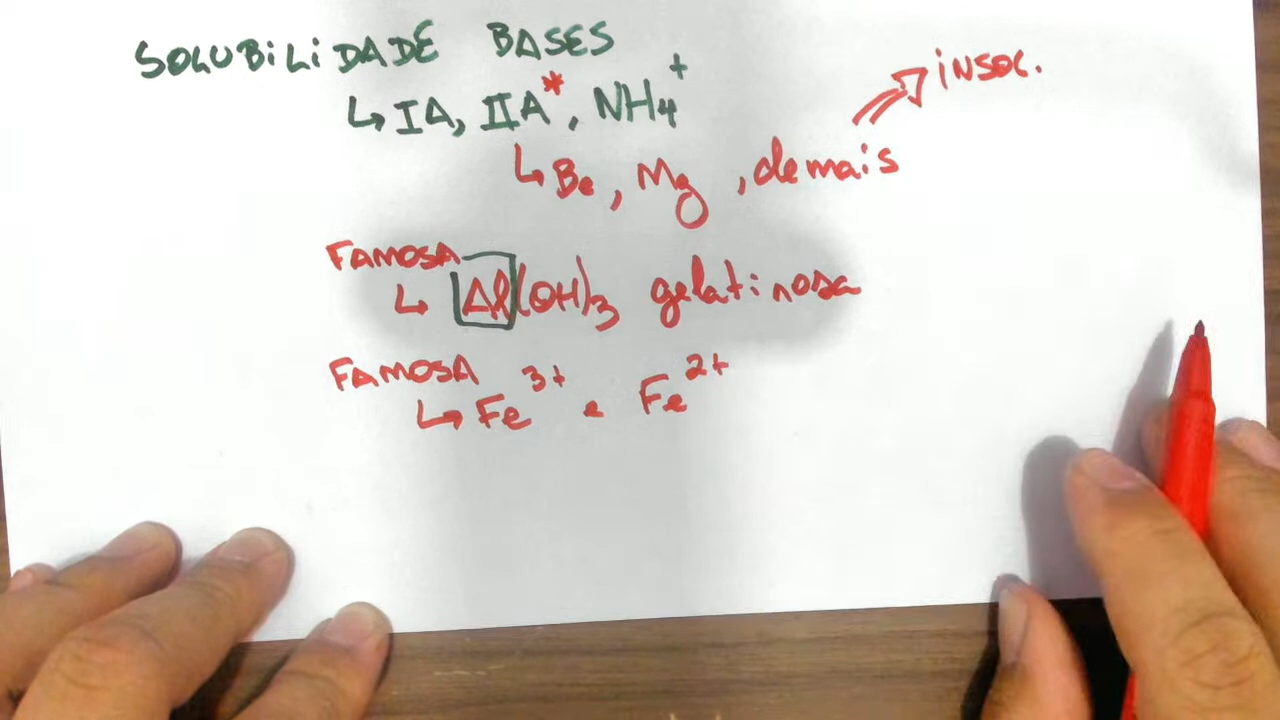 SOLUBILIDADE BASES
↳ IA, IIA*, NH4+
insol.
↳ Be, Mg, demais
FAMOSA
↳ Al(OH)3 gelatinosa
FAMOSA
↳ Fe3+ e Fe2+